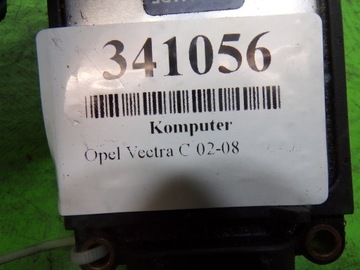 341056
Komputer
Opel Vectra C 02-08